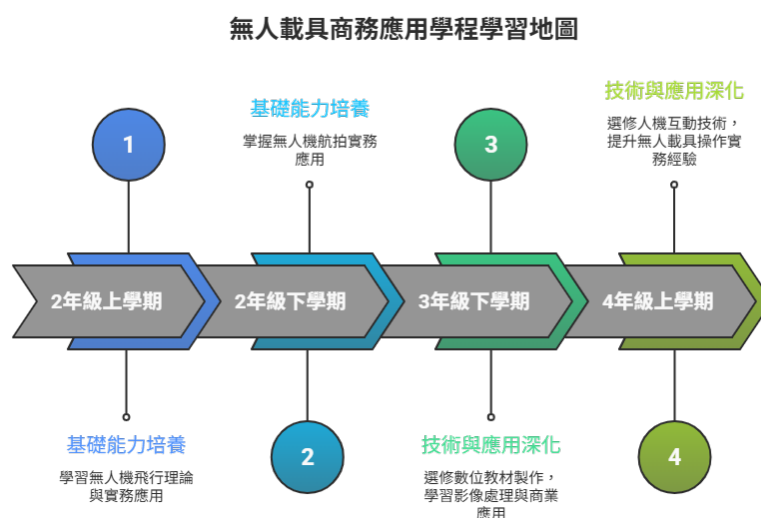 無人載具商務應用學程學習地圖
1
基礎能力培養
掌握無人機航拍實務
應用
3
技術與應用深化
選修人機互動技術，
提升無人載具操作實
務經驗
2年級上學期
2年級下學期
3年級下學期
4年級上學期
基礎能力培養
學習無人機飛行理論
與實務應用
2
技術與應用深化
選修數位教材製作，
學習影像處理與商業
應用
4